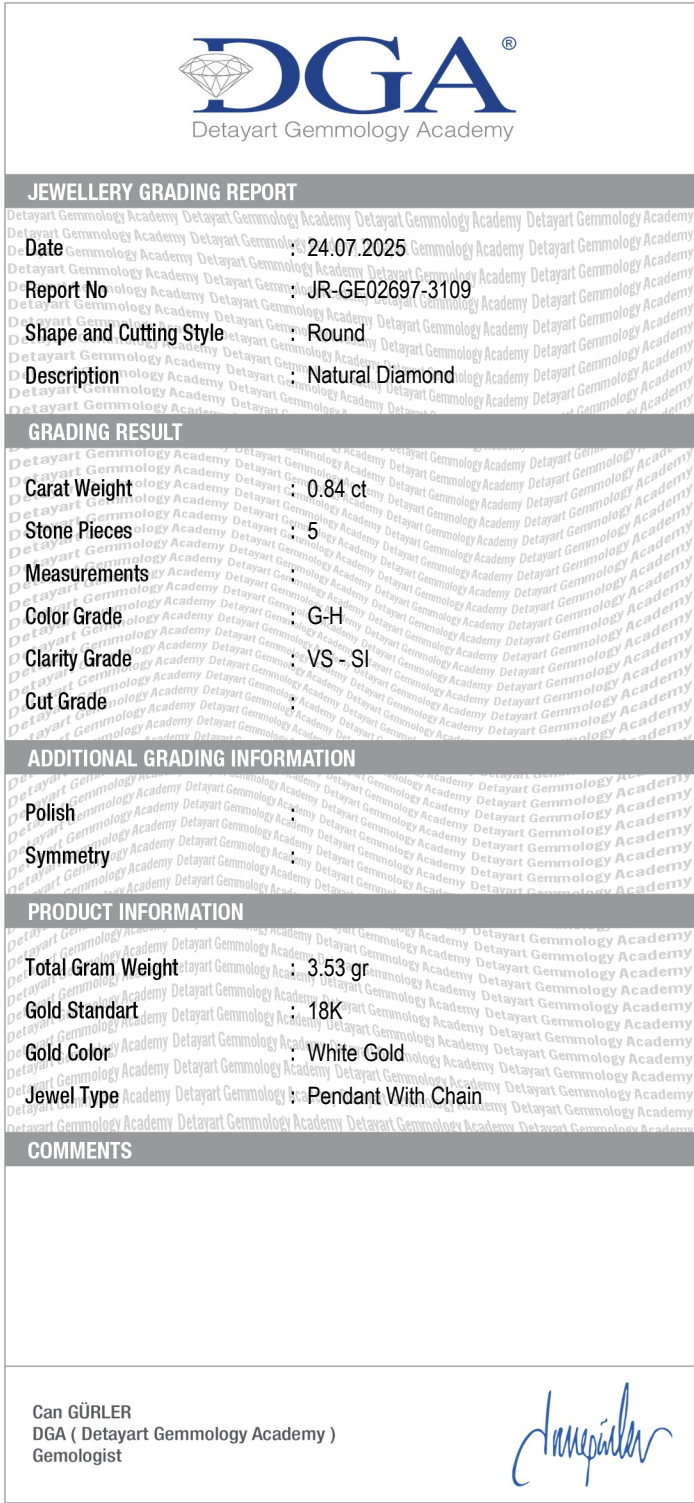 DGA®
Detayart Gemmology Academy
JEWELLERY GRADING REPORT
Date : 24.07.2025
Report No : JR-GE02697-3109
Shape and Cutting Style : Round
Description : Natural Diamond
GRADING RESULT
Carat Weight : 0.84 ct
Stone Pieces : 5
Measurements :
Color Grade : G-H
Clarity Grade : VS - SI
Cut Grade :
ADDITIONAL GRADING INFORMATION
Polish :
Symmetry :
PRODUCT INFORMATION
Total Gram Weight : 3.53 gr
Gold Standart : 18K
Gold Color : White Gold
Jewel Type : Pendant With Chain
COMMENTS
Can GÜRLER
DGA ( Detayart Gemmology Academy )
Gemologist